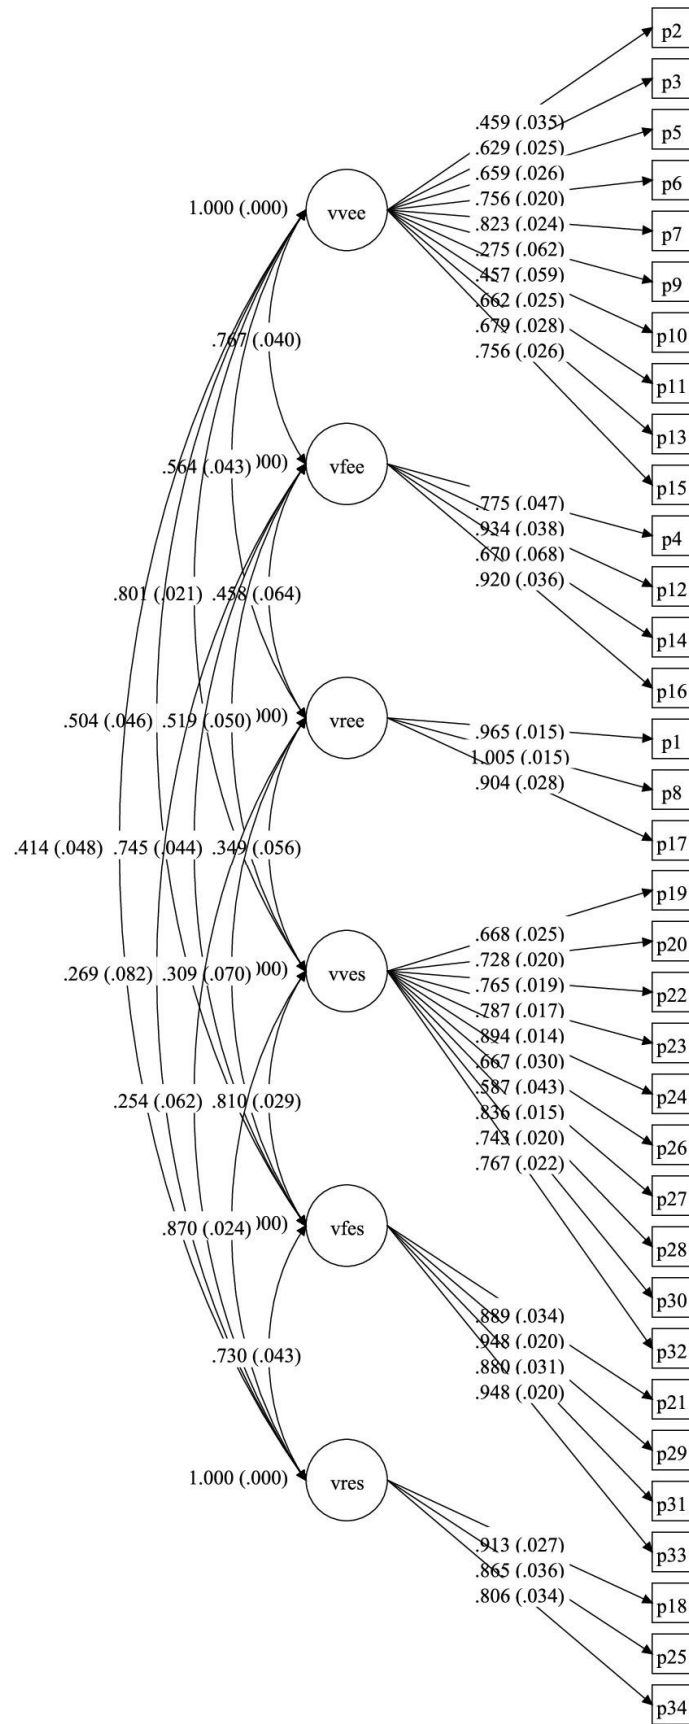 p2
p3
.459 (.035)
p5
.629 (.025)
.659 (.026)
p6
.756 (.020)
1.000 (.000)
vvee
.823 (.024)
p7
.275 (.062)
.457 (.059)
p9
.662 (.025)
.679 (.028)
p10
.767 (.040)
.756 (.026)
p11
p13
.564 (.043)
00)
vfee
p15
.775 (.047)
.934 (.038)
p4
.670 (.068)
.920 (.036)
p12
.801 (.021)
.458 (.064)
p14
p16
.504 (.046)
.519 (.050)
00)
vree
.965 (.015)
p1
1.005 (.015)
.904 (.028)
p8
.414 (.048)
.745 (.044)
.349 (.056)
p17
p19
.668 (.025)
p20
.728 (.020)
.269 (.082)
.309 (.070)
00)
vves
.765 (.019)
p22
.787 (.017)
.894 (.014)
p23
.667 (.030)
.587 (.043)
p24
.254 (.062)
.810 (.029)
.836 (.015)
.743 (.020)
p26
.767 (.022)
p27
.870 (.024)
00)
vfes
p28
p30
.889 (.034)
.948 (.020)
p32
.730 (.043)
.880 (.031)
.948 (.020)
p21
p29
1.000 (.000)
vres
p31
.913 (.027)
p33
.865 (.036)
.806 (.034)
p18
p25
p34